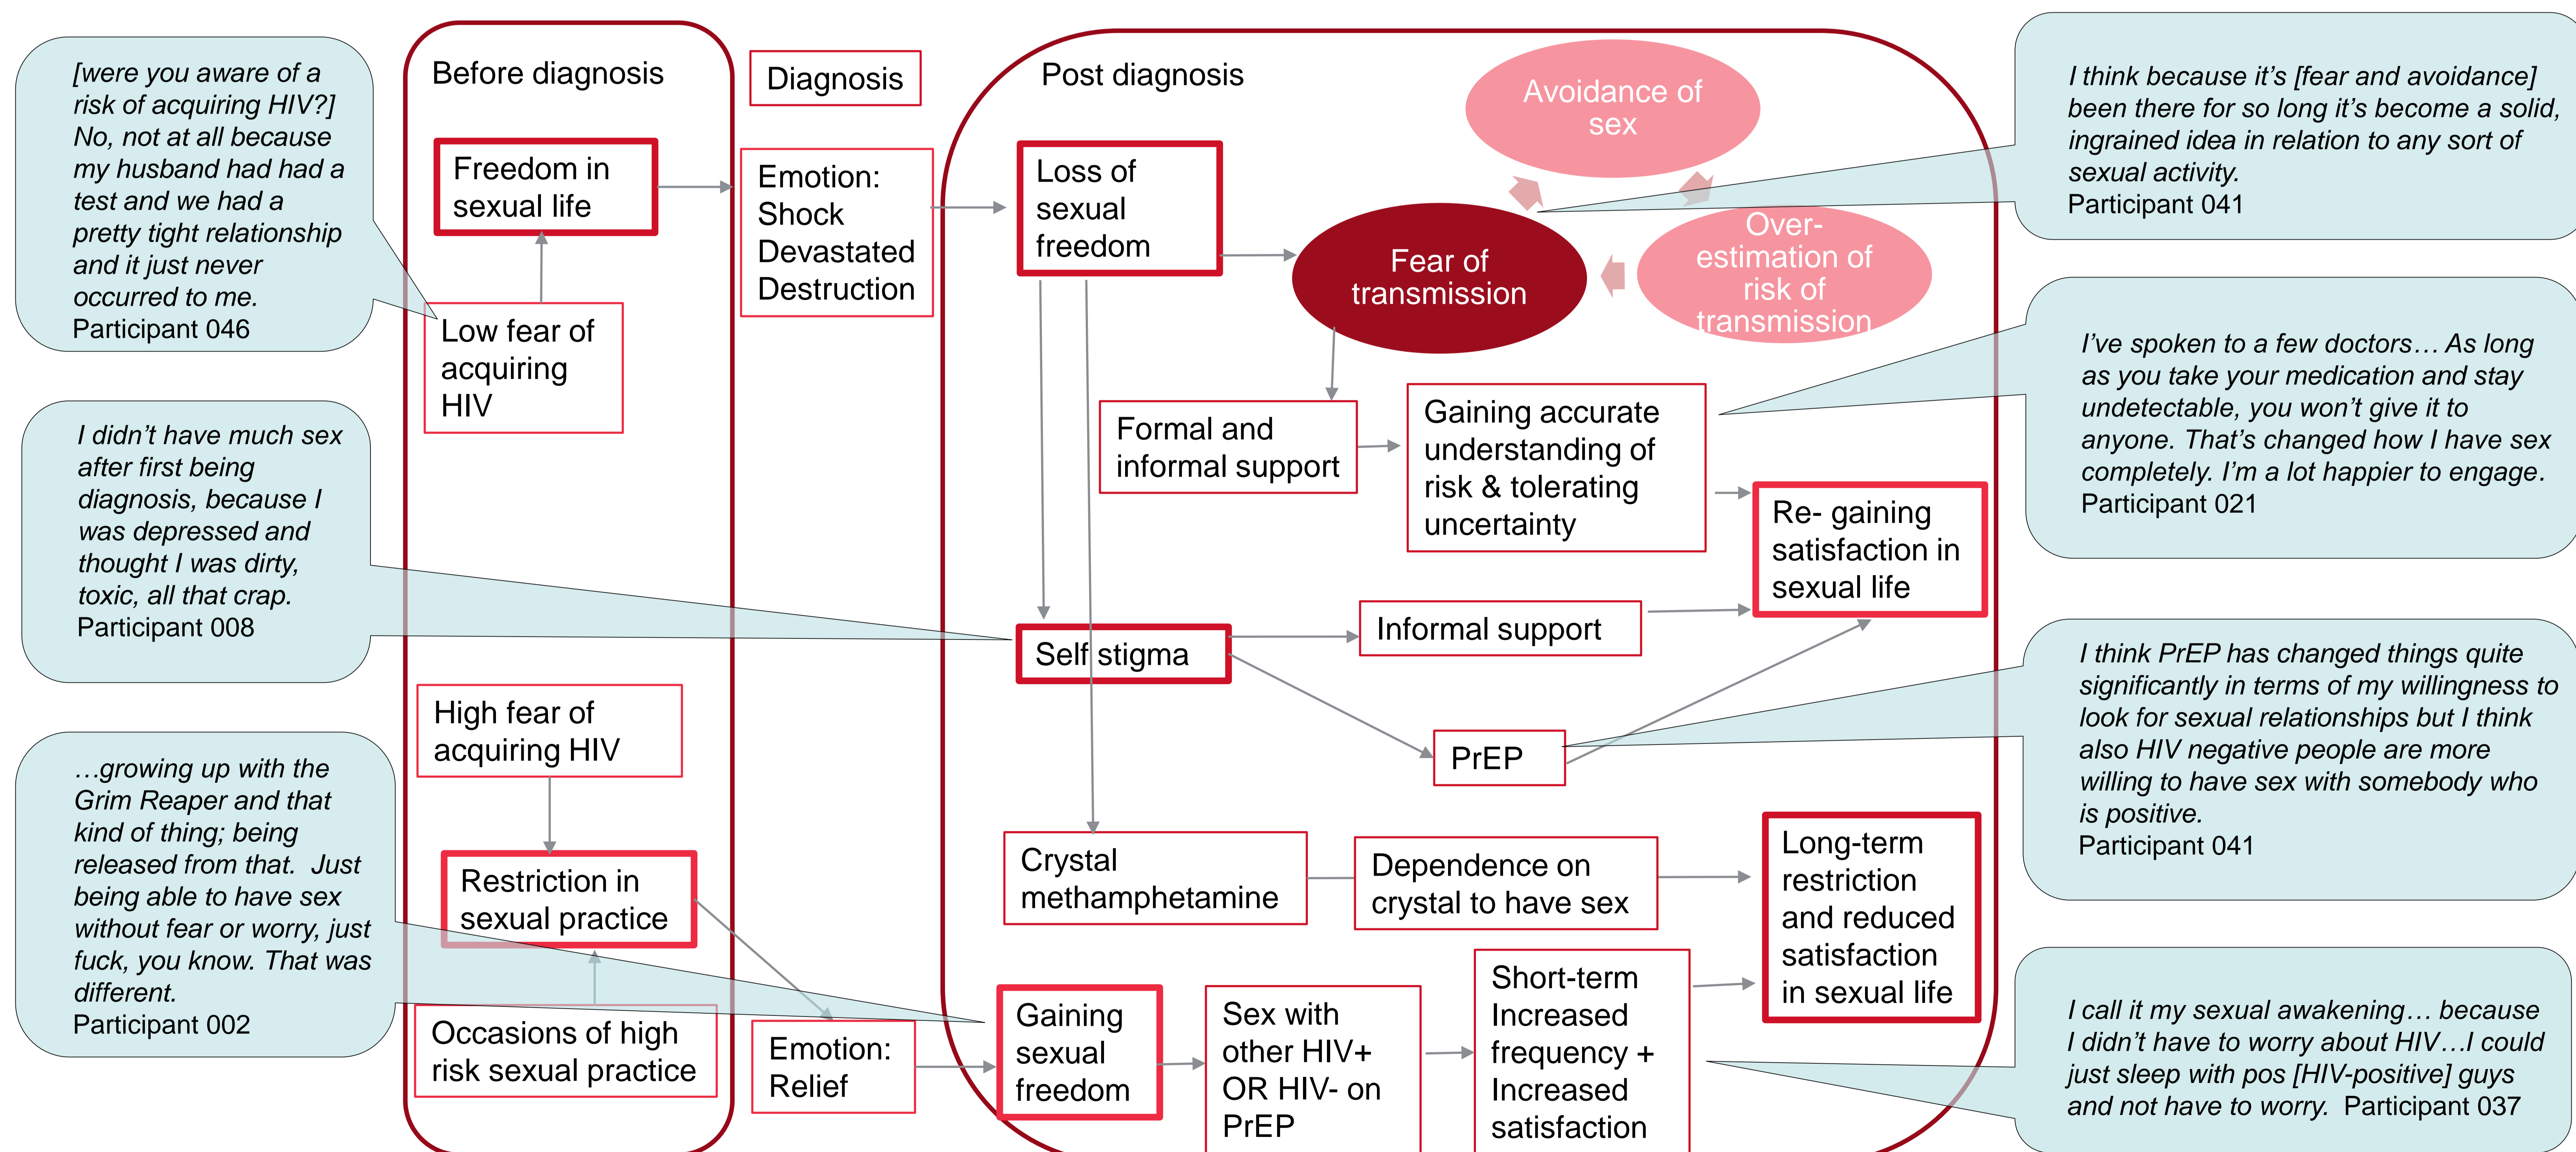 [were you aware of a
risk of acquiring HIV?]
No, not at all because
my husband had had a
test and we had a
pretty tight relationship
and it just never
occurred to me.
Participant 046
I didn’t have much sex
after first being
diagnosis, because I
was depressed and
thought I was dirty,
toxic, all that crap.
Participant 008
…growing up with the
Grim Reaper and that
kind of thing; being
released from that.  Just
being able to have sex
without fear or worry, just
fuck, you know. That was
different.
Participant 002
Before diagnosis
Freedom in
sexual life
Low fear of
acquiring
HIV
High fear of
acquiring HIV
Restriction in
sexual practice
Occasions of high
risk sexual practice
Diagnosis
Emotion:
Shock
Devastated
Destruction
Emotion:
Relief
Post diagnosis
Loss of
sexual
freedom
Avoidance of
sex
Fear of
transmission
Over-
estimation of
risk of
transmission
Formal and
informal support
Gaining accurate
understanding of
risk & tolerating
uncertainty
Re- gaining
satisfaction in
sexual life
Self stigma
Informal support
PrEP
Crystal
methamphetamine
Dependence on
crystal to have sex
Long-term
restriction
and reduced
satisfaction
in sexual life
Gaining
sexual
freedom
Sex with
other HIV+
OR HIV- on
PrEP
Short-term
Increased
frequency +
Increased
satisfaction
I think because it’s [fear and avoidance]
been there for so long it’s become a solid,
ingrained idea in relation to any sort of
sexual activity.
Participant 041
I’ve spoken to a few doctors… As long
as you take your medication and stay
undetectable, you won’t give it to
anyone. That’s changed how I have sex
completely. I’m a lot happier to engage.
Participant 021
I think PrEP has changed things quite
significantly in terms of my willingness to
look for sexual relationships but I think
also HIV negative people are more
willing to have sex with somebody who
is positive.
Participant 041
I call it my sexual awakening… because
I didn’t have to worry about HIV…I could
just sleep with pos [HIV-positive] guys
and not have to worry.  Participant 037